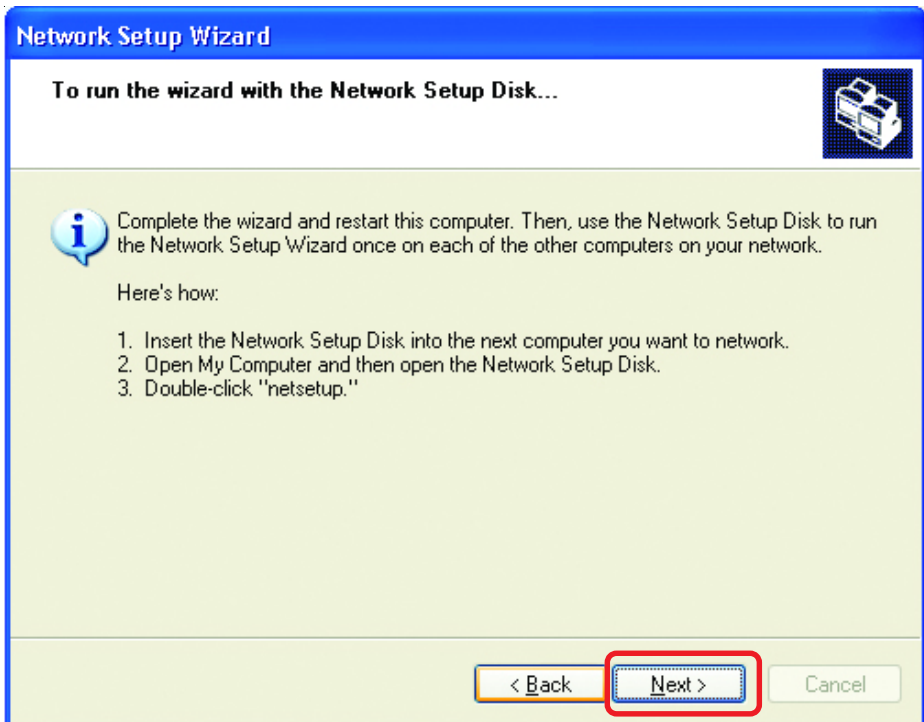 Network Setup Wizard
To run the wizard with the Network Setup Disk...
Complete the wizard and restart this computer. Then, use the Network Setup Disk to run
the Network Setup Wizard once on each of the other computers on your network.
Here's how:
1. Insert the Network Setup Disk into the next computer you want to network.
2. Open My Computer and then open the Network Setup Disk.
3. Double-click "netsetup."
< Back
Next >
Cancel